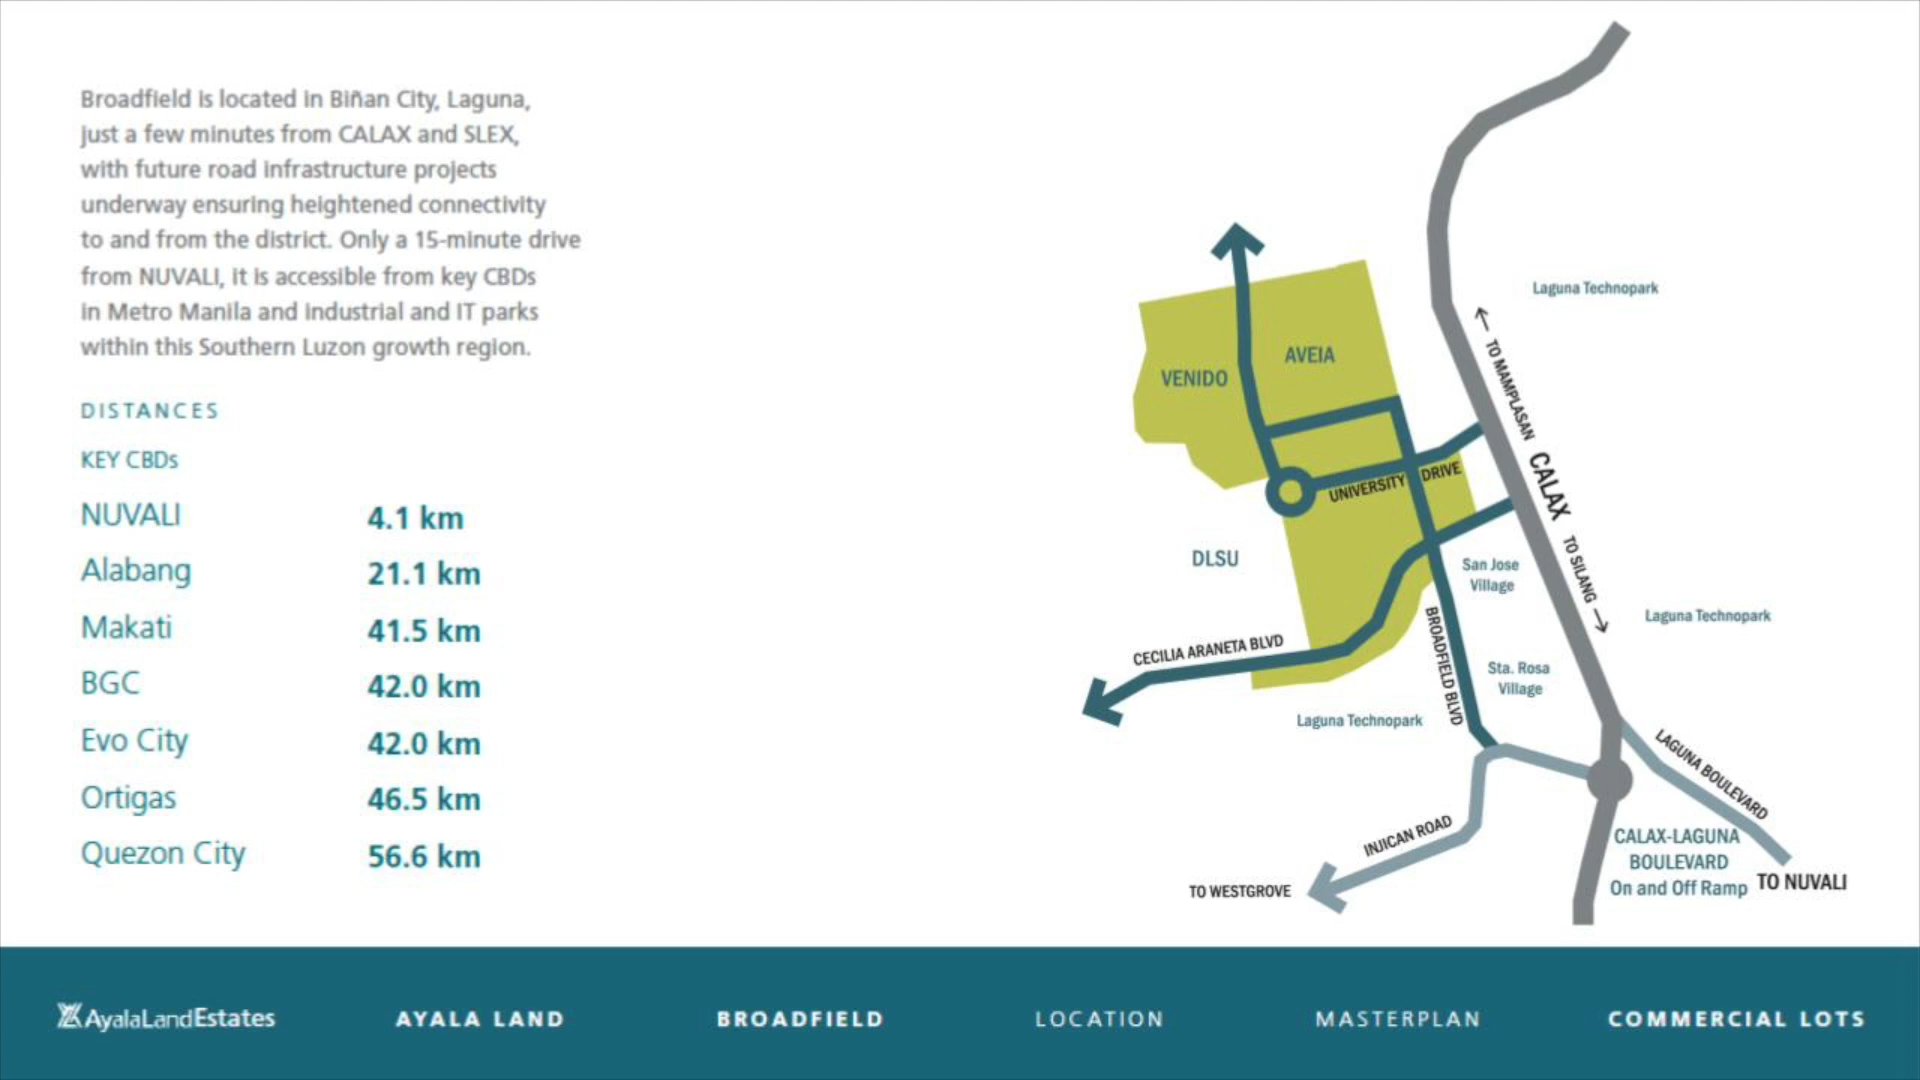 Broadfield is located in Biñan City, Laguna,
just a few minutes from CALAX and SLEX,
with future road infrastructure projects
underway ensuring heightened connectivity
to and from the district. Only a 15-minute drive
from NUVALI, it is accessible from key CBDs
in Metro Manila and industrial and IT parks
within this Southern Luzon growth region.
DISTANCES
KEY CBDs
NUVALI 4.1 km
Alabang 21.1 km
Makati 41.5 km
BGC 42.0 km
Evo City 42.0 km
Ortigas 46.5 km
Quezon City 56.6 km
Laguna Technopark
AVEIA
VENIDO
TO MAMPLASAN
CALAX
TO SILANG
UNIVERSITY DRIVE
DLSU
San Jose
Village
Laguna Technopark
CECILIA ARANETA BLVD
BROADFIELD BLVD
Sta. Rosa
Village
Laguna Technopark
LAGUNA BOULEVARD
INJICAN ROAD
CALAX-LAGUNA
BOULEVARD
On and Off Ramp
TO NUVALI
TO WESTGROVE
AyalaLandEstates
AYALA LAND
BROADFIELD
LOCATION
MASTERPLAN
COMMERCIAL LOTS